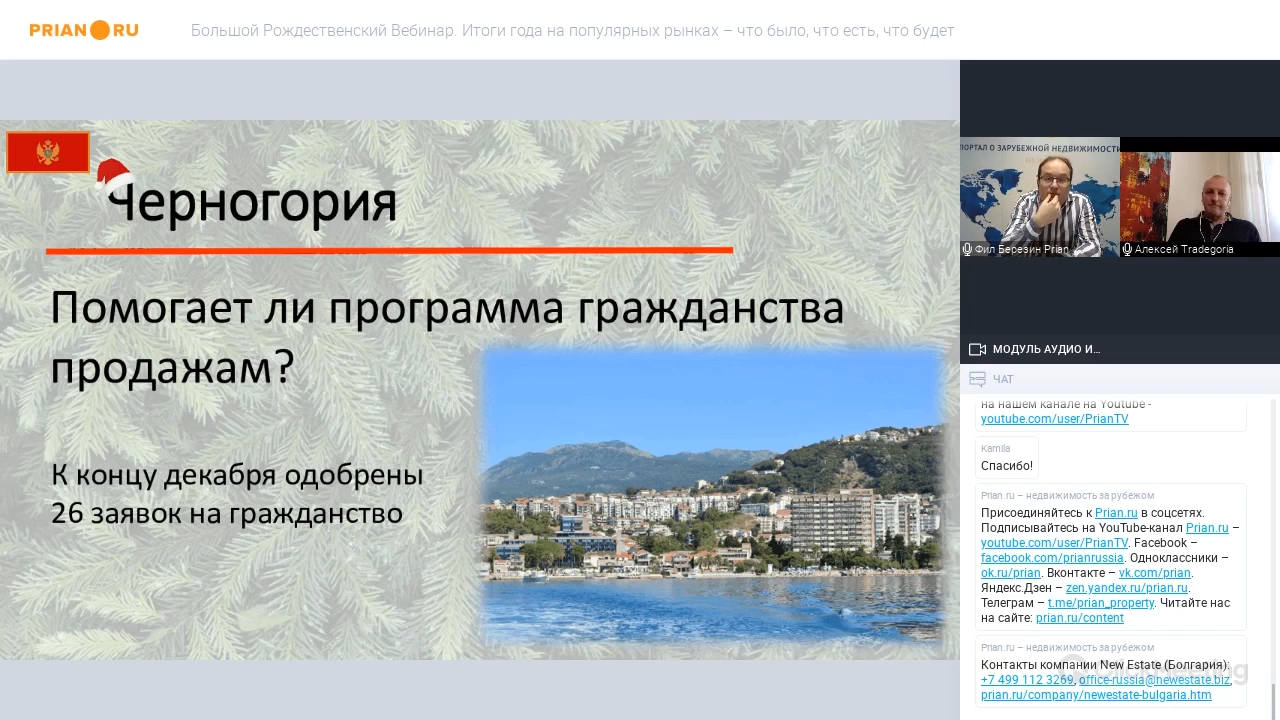 PRIAN RU
Большой Рождественский Вебинар. Итоги года на популярных рынках – что было, что есть, что будет
Черногория
Помогает ли программа гражданства
продажам?
К концу декабря одобрены
26 заявок на гражданство
ПОРТАЛ О ЗАРУБЕЖНОЙ НЕДВИЖИМОСТИ
Фил Березин Prian
Алексей Tradegoria
МОДУЛЬ АУДИО И...
ЧАТ
на нашем канале на Youtube -
youtube.com/user/PrianTV
Kamila
Спасибо!
Prian.ru – недвижимость за рубежом
Присоединяйтесь к Prian.ru в соцсетях.
Подписывайтесь на YouTube-канал Prian.ru –
youtube.com/user/PrianTV. Facebook –
facebook.com/prianrussia. Одноклассники –
ok.ru/prian. Вконтакте – vk.com/prian.
Яндекс.Дзен – zen.yandex.ru/prian.ru.
Телеграм – t.me/prian_property. Читайте нас
на сайте: prian.ru/content
Prian.ru – недвижимость за рубежом
Контакты компании New Estate (Болгария):
+7 499 112 3269, office-russia@newestate.biz,
prian.ru/company/newestate-bulgaria.htm